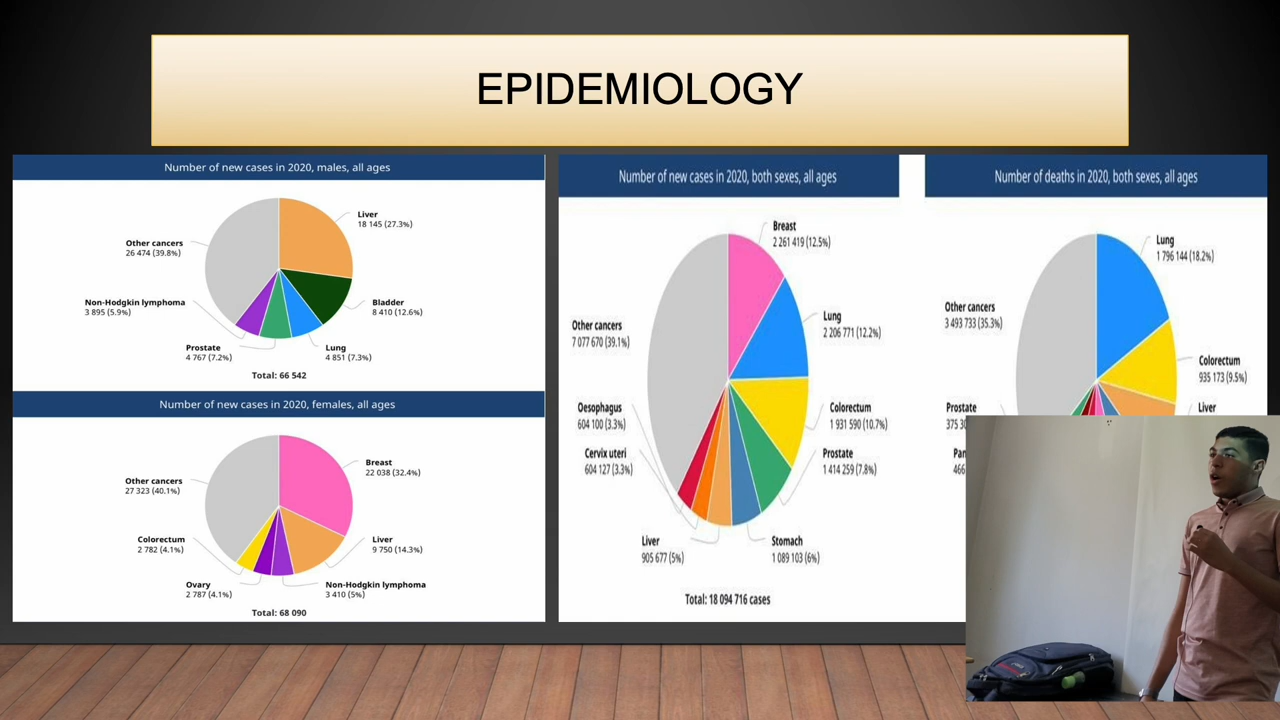 EPIDEMIOLOGY
Number of new cases in 2020, males, all ages
Liver
18 145 (27.3%)
Other cancers
26 474 (39.8%)
Non-Hodgkin lymphoma
3 895 (5.9%)
Bladder
8 410 (12.6%)
Prostate
4 767 (7.2%)
Lung
4 851 (7.3%)
Total: 66 542
Number of new cases in 2020, females, all ages
Breast
22 038 (32.4%)
Other cancers
27 323 (40.1%)
Colorectum
2 782 (4.1%)
Liver
9 750 (14.3%)
Ovary
2 787 (4.1%)
Non-Hodgkin lymphoma
3 410 (5%)
Total: 68 090
Number of new cases in 2020, both sexes, all ages
Breast
2 261 419 (12.5%)
Lung
2 206 771 (12.2%)
Other cancers
7 077 670 (39.1%)
Oesophagus
604 100 (3.3%)
Colorectum
1 931 590 (10.7%)
Cervix uteri
604 127 (3.3%)
Prostate
1 414 259 (7.8%)
Liver
905 677 (5%)
Stomach
1 089 103 (6%)
Total: 18 094 716 cases
Number of deaths in 2020, both sexes, all ages
Lung
1 796 144 (18.2%)
Other cancers
3 493 733 (35.3%)
Colorectum
935 173 (9.5%)
Prostate
375 30
Liver
Pan
466